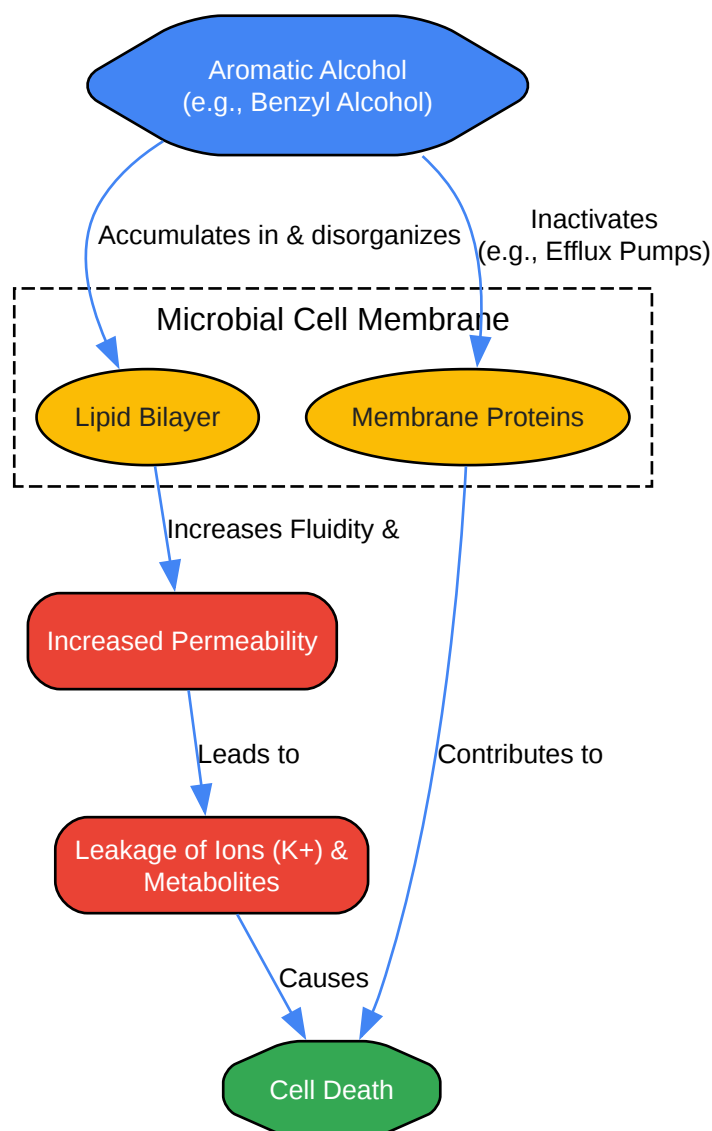 Aromatic Alcohol
(e.g., Benzyl Alcohol)
Accumulates in & disorganizes
Inactivates
(e.g., Efflux Pumps)
Microbial Cell Membrane
Lipid Bilayer
Membrane Proteins
Increases Fluidity &
Increased Permeability
Leads to
Contributes to
Leakage of Ions (K+) &
Metabolites
Causes
Cell Death